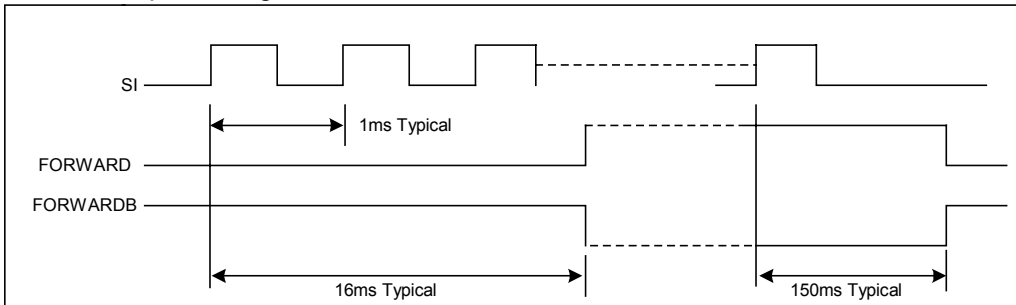 SI
1ms Typical
FORWARD
FORWARDB
16ms Typical
150ms Typical